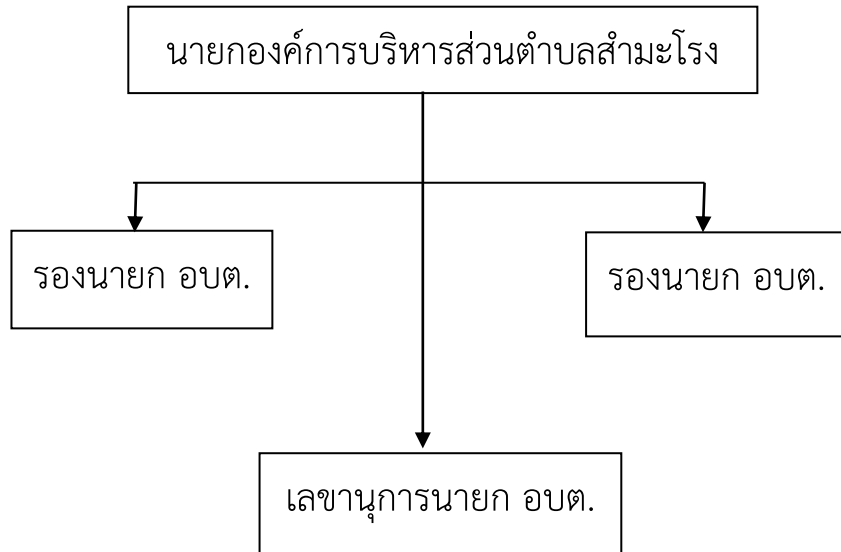 นายกองค์การบริหารส่วนตำบลสำมะโรง
รองนายก อบต.
รองนายก อบต.
เลขานุการนายก อบต.